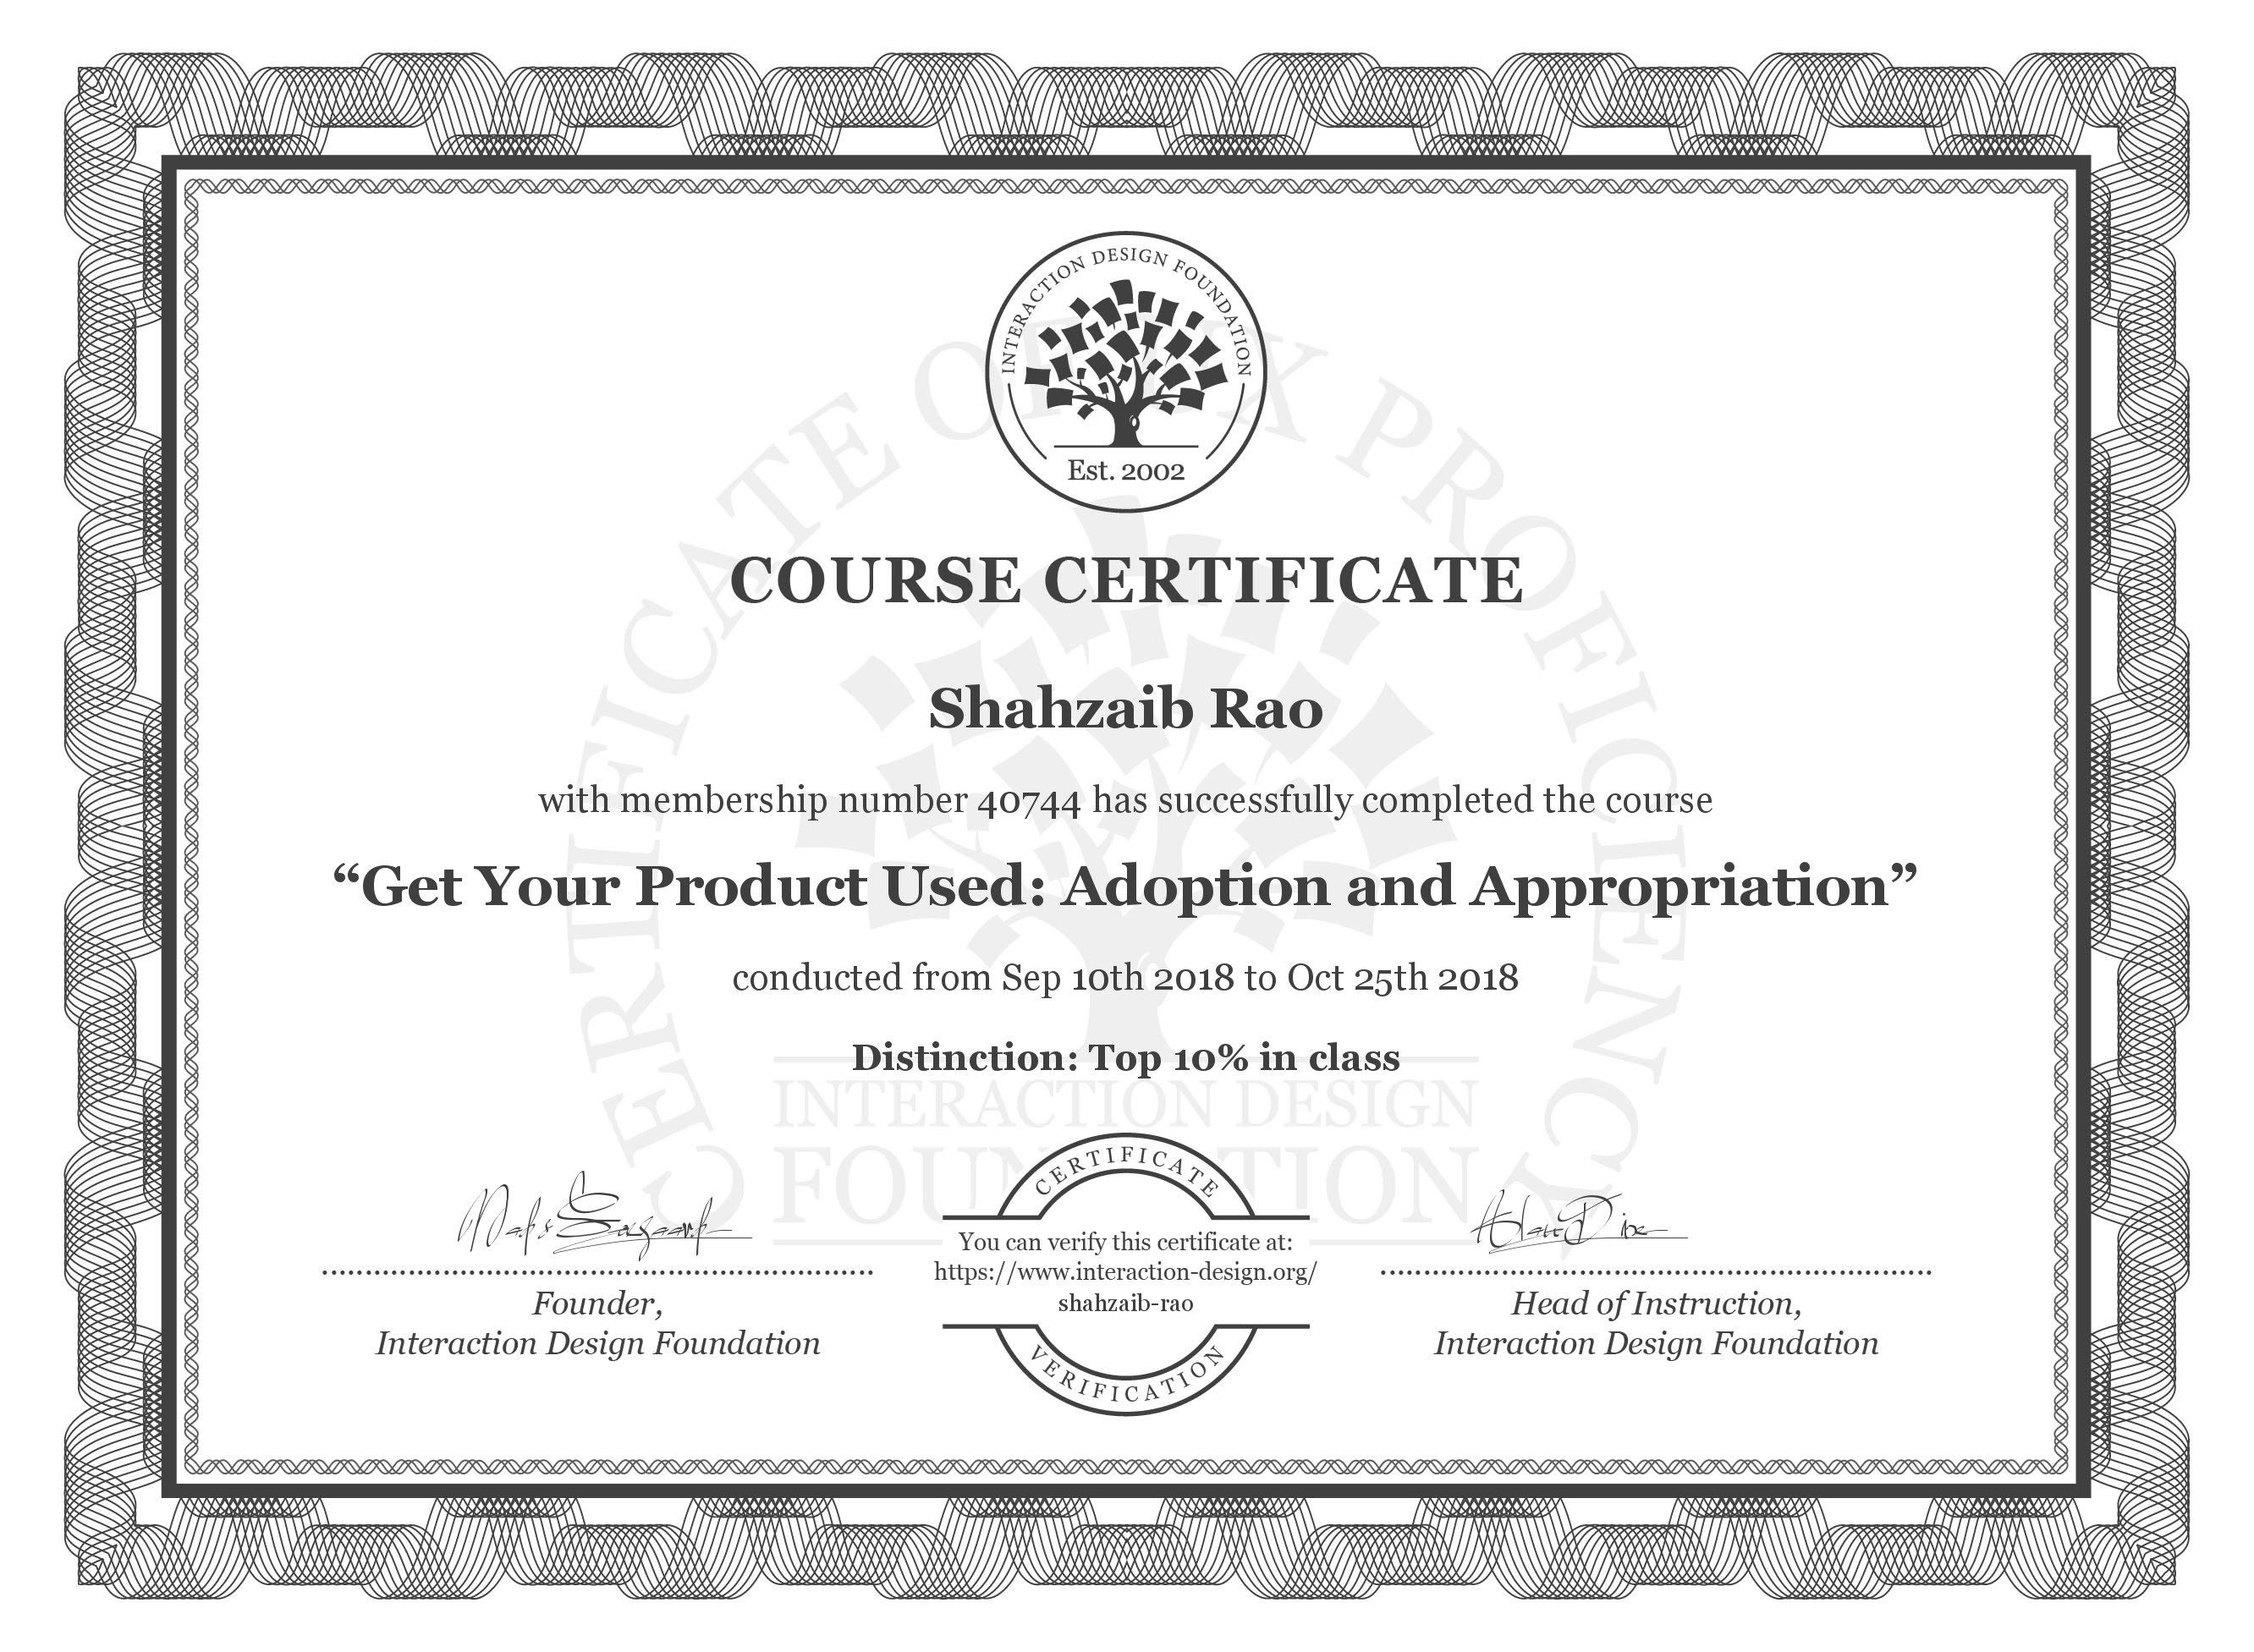 INTERACTION DESIGN FOUNDATION
Est. 2002
CERTIFICATE OF UX PROFICIENCY
COURSE CERTIFICATE
Shahzaib Rao
with membership number 40744 has successfully completed the course
“Get Your Product Used: Adoption and Appropriation”
conducted from Sep 10th 2018 to Oct 25th 2018
Distinction: Top 10% in class
INTERACTION DESIGN
FOUNDATION
CERTIFICATE
You can verify this certificate at:
https://www.interaction-design.org/
shahzaib-rao
VERIFICATION
Founder,
Interaction Design Foundation
Alan Dix
Head of Instruction,
Interaction Design Foundation